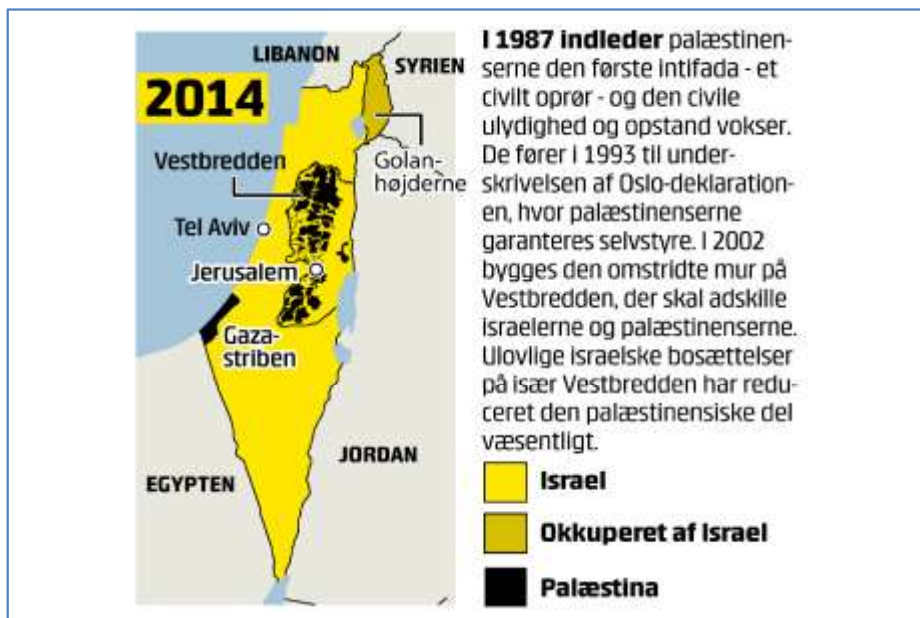 LIBANON
SYRIEN
2014
Vestbredden
Golan-
højderne
Tel Aviv
Jerusalem
Gaza-
striben
JORDAN
EGYPTEN
I 1987 indleder palæstinen-
serne den første intifada - et
civilt oprør - og den civile
ulydighed og opstand vokser.
De fører i 1993 til under-
skrivelsen af Oslo-deklaration-
en, hvor palæstinenserne
garanteres selvstyre. I 2002
bygges den omstridte mur på
Vestbredden, der skal adskille
israelerne og palæstinenserne.
Ulovlige israelske bosættelser
på især Vestbredden har redu-
ceret den palæstinensiske del
væsentligt.
Israel
Okkuperet af Israel
Palæstina